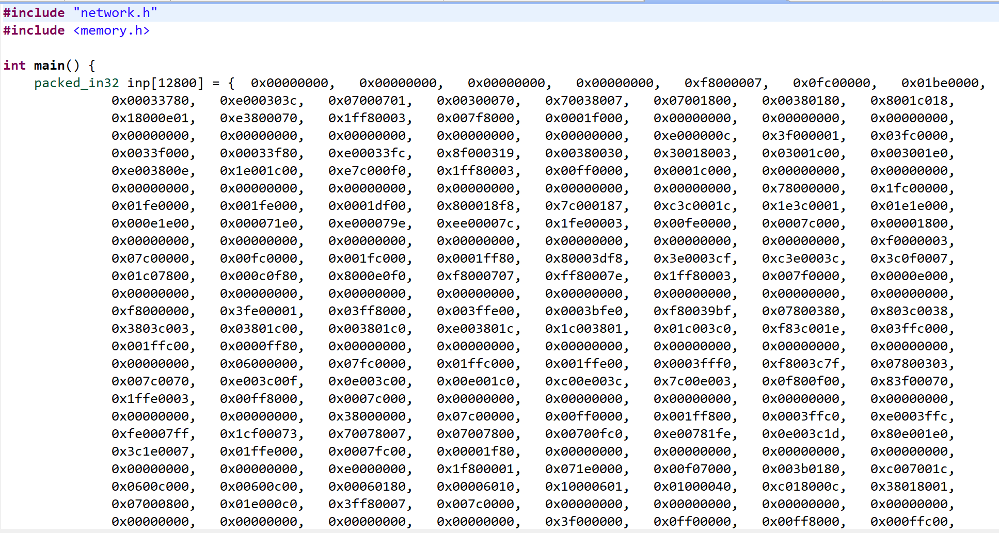 #include "network.h"
#include <memory.h>
int main() {
packed_in32 inp[12800] = { 0x00000000, 0x00000000, 0x00000000, 0x00000000, 0xf8000007, 0x0fc00000, 0x01be0000,
0x00033780, 0xe000303c, 0x07000701, 0x00300070, 0x70038007, 0x07001800, 0x00380180, 0x8001c018,
0x18000e01, 0xe3800070, 0x1ff80003, 0x007f8000, 0x0001f000, 0x00000000, 0x00000000, 0x00000000,
0x00000000, 0x00000000, 0x00000000, 0x00000000, 0x00000000, 0xe000000c, 0x3f000001, 0x03fc0000,
0x0033f000, 0x00033f80, 0xe00033fc, 0x8f000319, 0x00380030, 0x30018003, 0x03001c00, 0x003001e0,
0xe003800e, 0x1e001c00, 0xe7c000f0, 0x1ff80003, 0x00ff0000, 0x0001c000, 0x00000000, 0x00000000,
0x00000000, 0x00000000, 0x00000000, 0x00000000, 0x00000000, 0x00000000, 0x78000000, 0x1fc00000,
0x01fe0000, 0x001fe000, 0x0001df00, 0x800018f8, 0x7c000187, 0xc3c0001c, 0x1e3c0001, 0x01e1e000,
0x000e1e00, 0x000071e0, 0xe000079e, 0xee00007c, 0x1fe00003, 0x00fe0000, 0x0007c000, 0x00001800,
0x00000000, 0x00000000, 0x00000000, 0x00000000, 0x00000000, 0x00000000, 0x00000000, 0xf0000003,
0x07c00000, 0x00fc0000, 0x001fc000, 0x0001ff80, 0x80003df8, 0x3e0003cf, 0xc3e0003c, 0x3c0f0007,
0x01c07800, 0x000c0f80, 0x8000e0f0, 0xf8000707, 0xff80007e, 0x1ff80003, 0x007f0000, 0x0000e000,
0x00000000, 0x00000000, 0x00000000, 0x00000000, 0x00000000, 0x00000000, 0x00000000, 0x00000000,
0xf8000000, 0x3fe00001, 0x03ff8000, 0x003ffe00, 0x0003bfe0, 0xf80039bf, 0x07800380, 0x803c0038,
0x3803c003, 0x03801c00, 0x003801c0, 0xe003801c, 0x1c003801, 0x01c003c0, 0xf83c001e, 0x03ffc000,
0x001ffc00, 0x0000ff80, 0x00000000, 0x00000000, 0x00000000, 0x00000000, 0x00000000, 0x00000000,
0x00000000, 0x06000000, 0x07fc0000, 0x01ffc000, 0x001ffe00, 0x0003fff0, 0xf8003c7f, 0x07800303,
0x007c0070, 0xe003c00f, 0x0e003c00, 0x00e001c0, 0xc00e003c, 0x7c00e003, 0x0f800f00, 0x83f00070,
0x1ffe0003, 0x00ff8000, 0x0007c000, 0x00000000, 0x00000000, 0x00000000, 0x00000000, 0x00000000,
0x00000000, 0x00000000, 0x38000000, 0x07c00000, 0x00ff0000, 0x001ff800, 0x0003ffc0, 0xe0003ffc,
0xfe0007ff, 0x1cf00073, 0x70078007, 0x07007800, 0x00700fc0, 0xe00781fe, 0x0e003c1d, 0x80e001e0,
0x3c1e0007, 0x01ffe000, 0x0007fc00, 0x00001f80, 0x00000000, 0x00000000, 0x00000000, 0x00000000,
0x00000000, 0x00000000, 0xe0000000, 0x1f800001, 0x071e0000, 0x00f07000, 0x003b0180, 0xc007001c,
0x0600c000, 0x00600c00, 0x00060180, 0x00006010, 0x10000601, 0x01000040, 0xc018000c, 0x38018001,
0x07000800, 0x01e000c0, 0x3ff80007, 0x007c0000, 0x00000000, 0x00000000, 0x00000000, 0x00000000,
0x00000000, 0x00000000, 0x00000000, 0x00000000, 0x3f000000, 0x0ff00000, 0x00ff8000, 0x000ffc00,